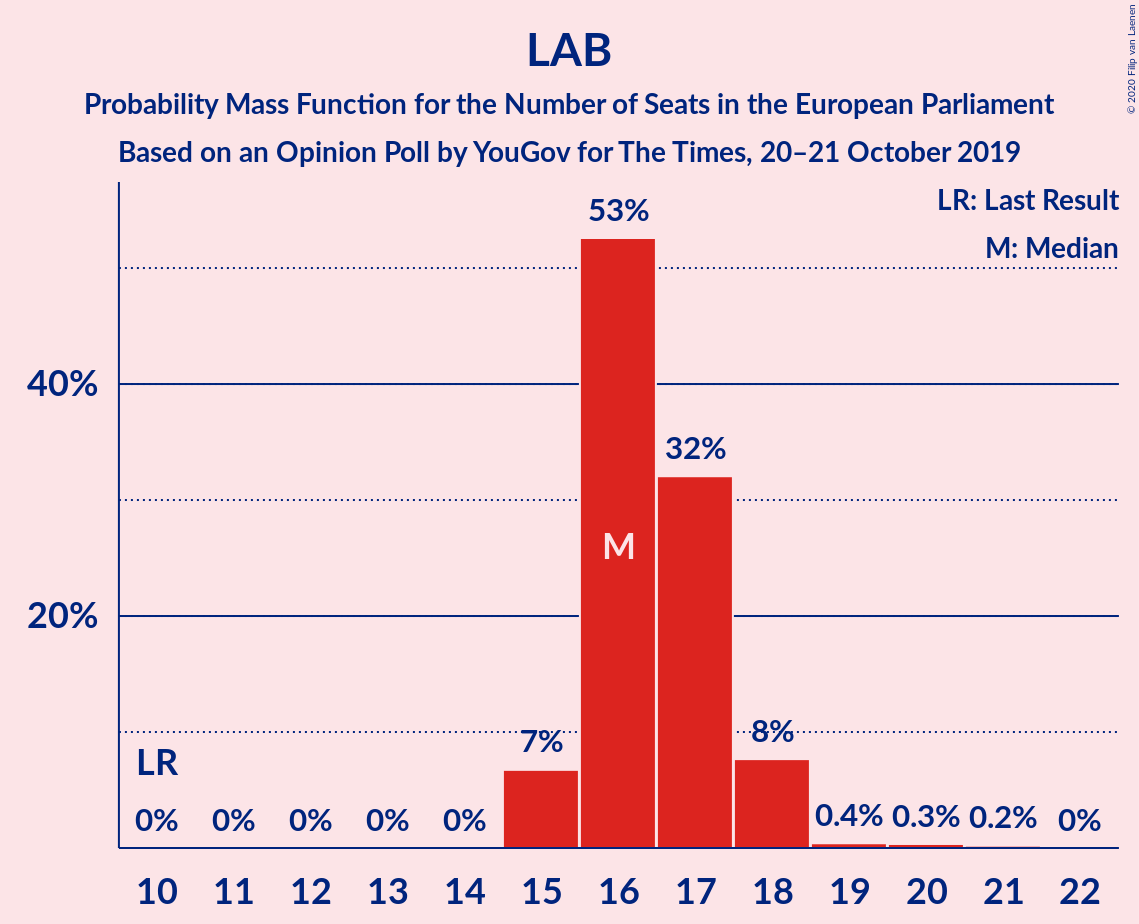 LAB
Probability Mass Function for the Number of Seats in the European Parliament
Based on an Opinion Poll by YouGov for The Times, 20–21 October 2019
© 2020 Filip van Laenen
LR: Last Result
M: Median
53%
40%
32%
M
20%
7%
8%
LR
0% 0% 0% 0% 0% 0.4% 0.3% 0.2% 0%
10 11 12 13 14 15 16 17 18 19 20 21 22